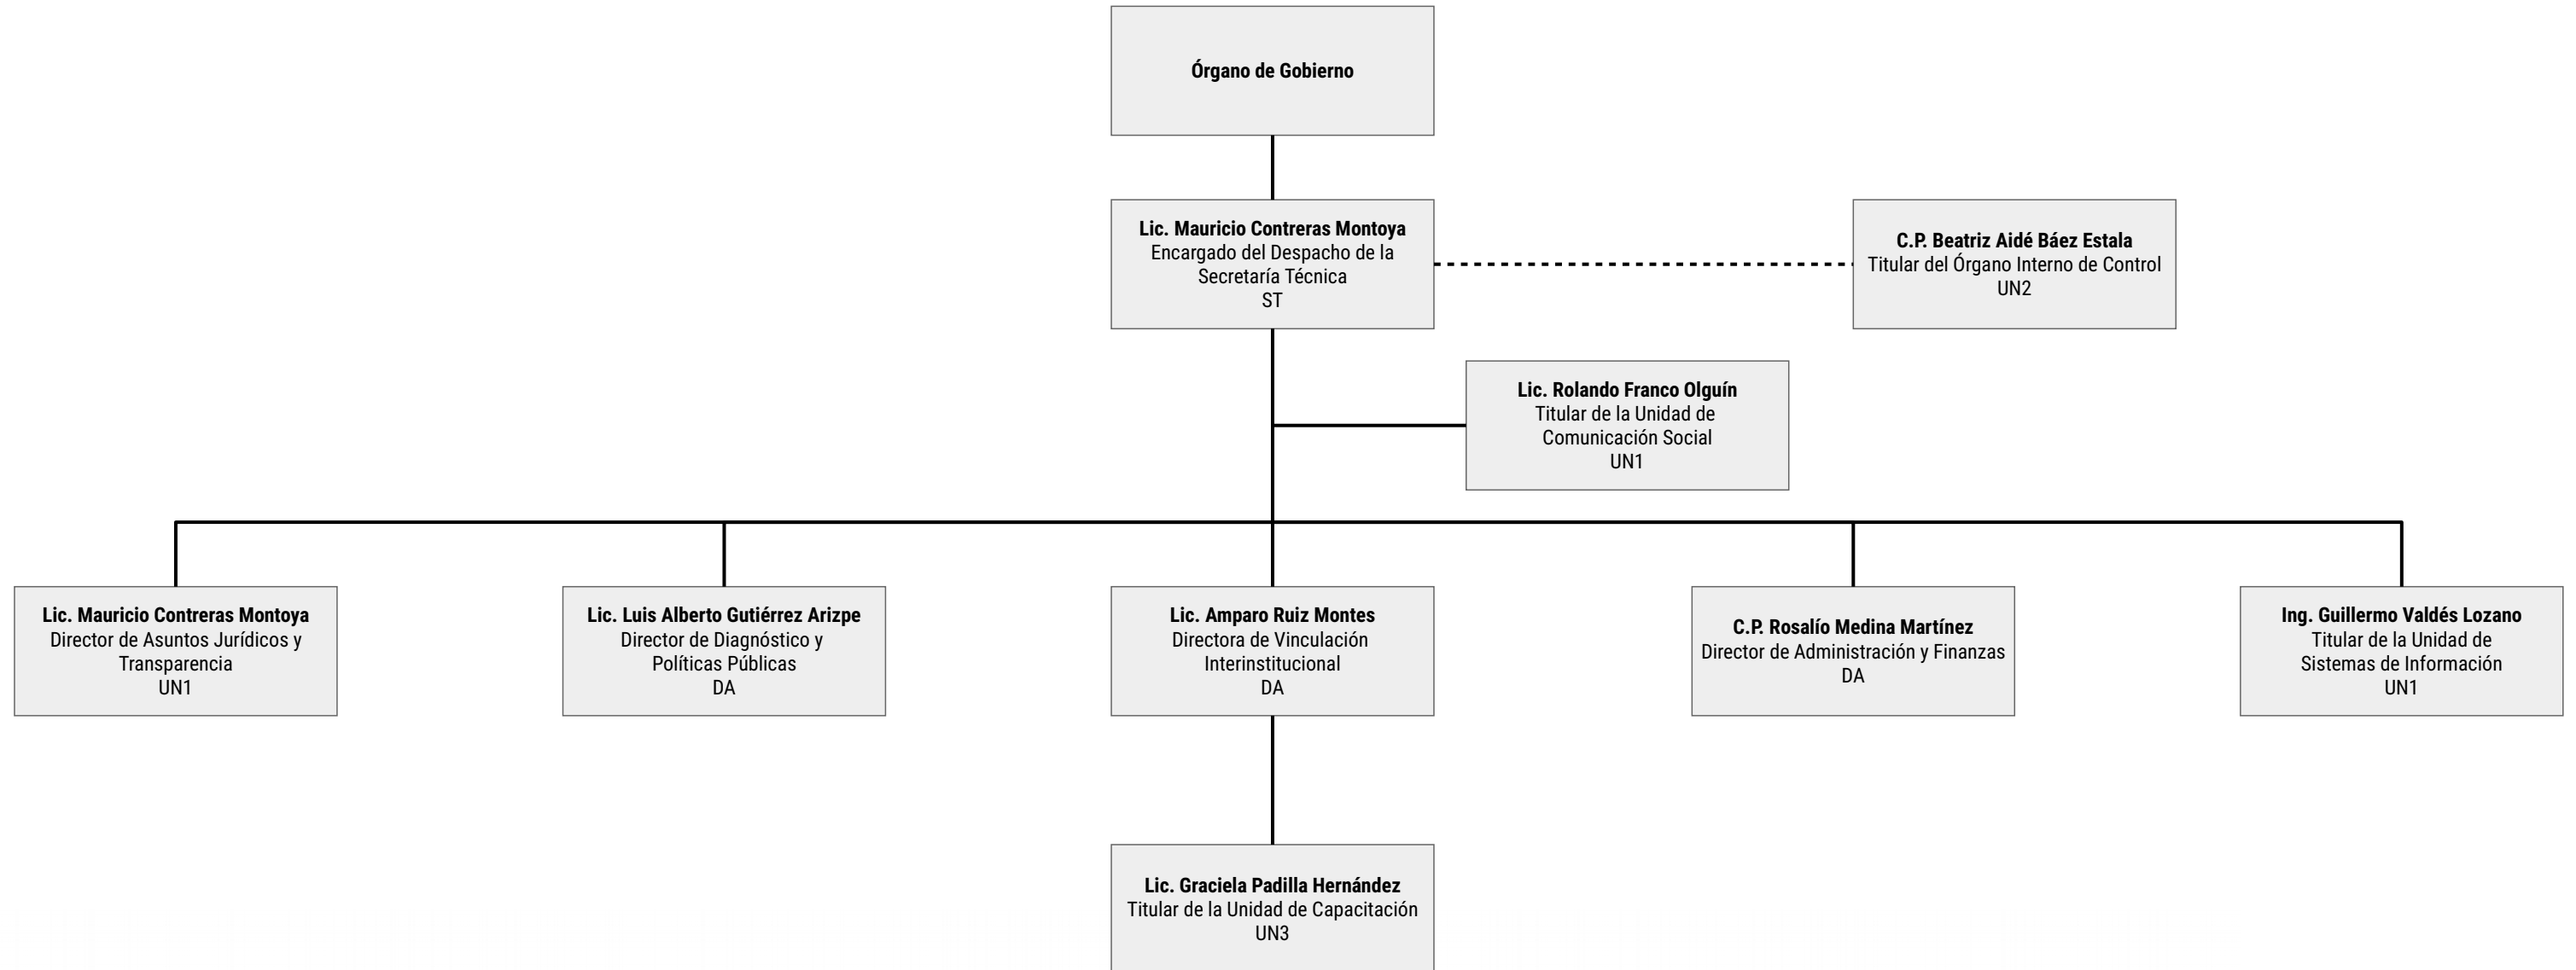 Órgano de Gobierno
Lic. Mauricio Contreras Montoya
Encargado del Despacho de la
Secretaría Técnica
ST
C.P. Beatriz Aidé Báez Estala
Titular del Órgano Interno de Control
UN2
Lic. Rolando Franco Olguín
Titular de la Unidad de
Comunicación Social
UN1
Lic. Mauricio Contreras Montoya
Director de Asuntos Jurídicos y
Transparencia
UN1
Lic. Luis Alberto Gutiérrez Arizpe
Director de Diagnóstico y
Políticas Públicas
DA
Lic. Amparo Ruiz Montes
Directora de Vinculación
Interinstitucional
DA
C.P. Rosalío Medina Martínez
Director de Administración y Finanzas
DA
Ing. Guillermo Valdés Lozano
Titular de la Unidad de
Sistemas de Información
UN1
Lic. Graciela Padilla Hernández
Titular de la Unidad de Capacitación
UN3